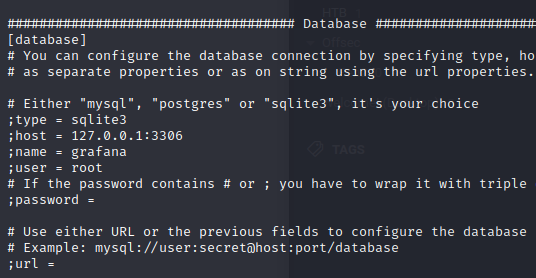 #################################### Database ####################
[database]
# You can configure the database connection by specifying type, ho
# as separate properties or as on string using the url properties.
# Either "mysql", "postgres" or "sqlite3", it's your choice
;type = sqlite3
;host = 127.0.0.1:3306
;name = grafana
;user = root
# If the password contains # or ; you have to wrap it with triple
;password =
# Use either URL or the previous fields to configure the database
# Example: mysql://user:secret@host:port/database
;url =
HTB
TAGS